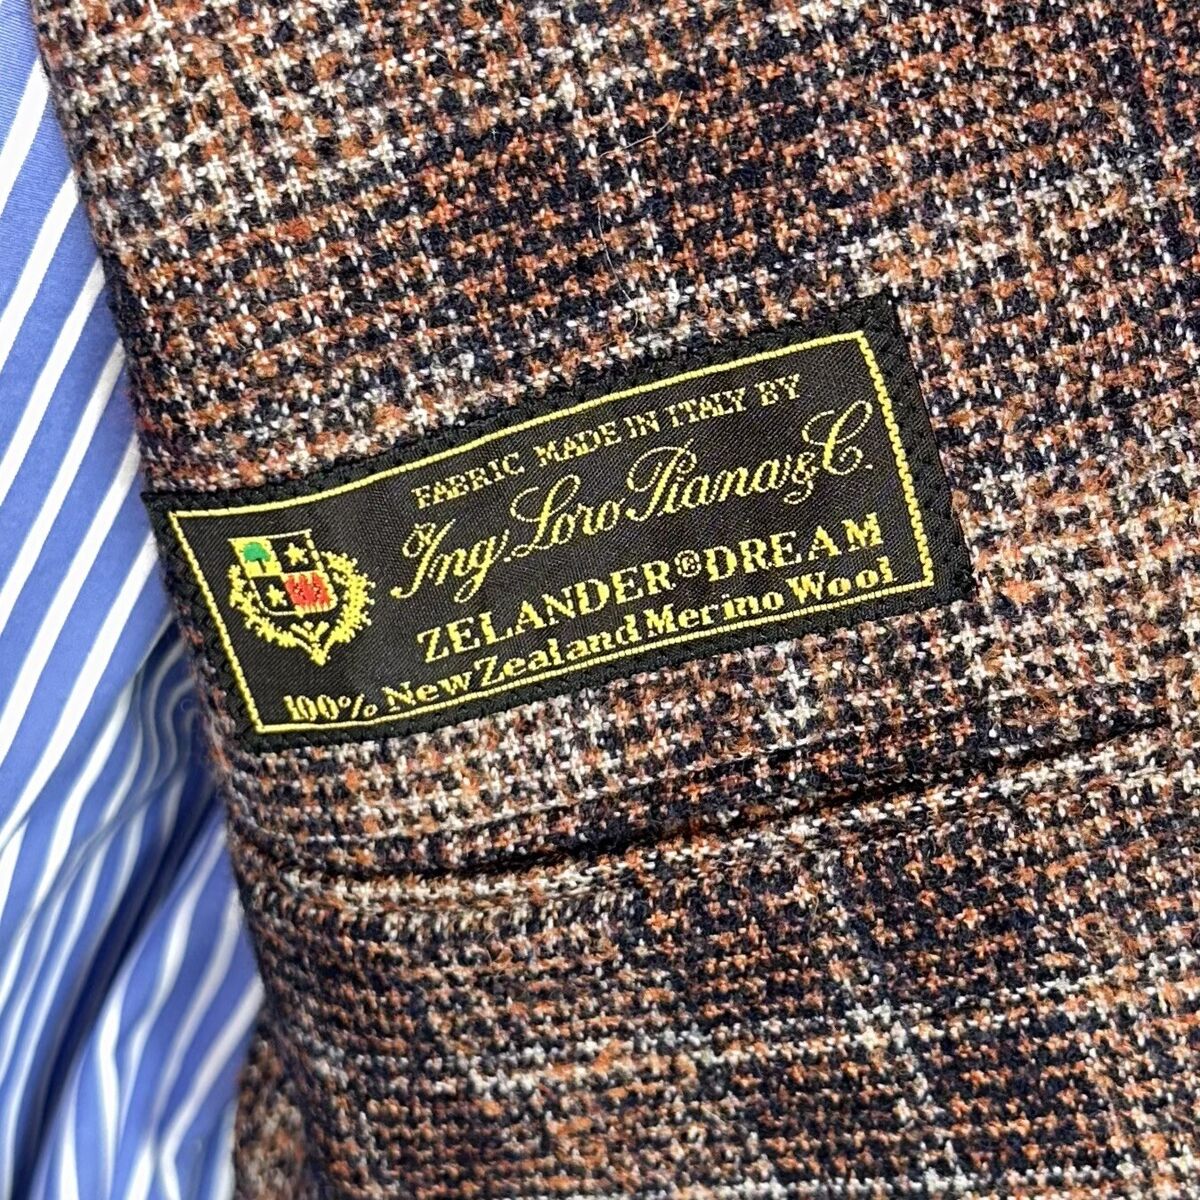 FABRIC MADE IN ITALY BY
Ing. Loro Piana & C.
ZELANDER® DREAM
100% New Zealand Merino Wool